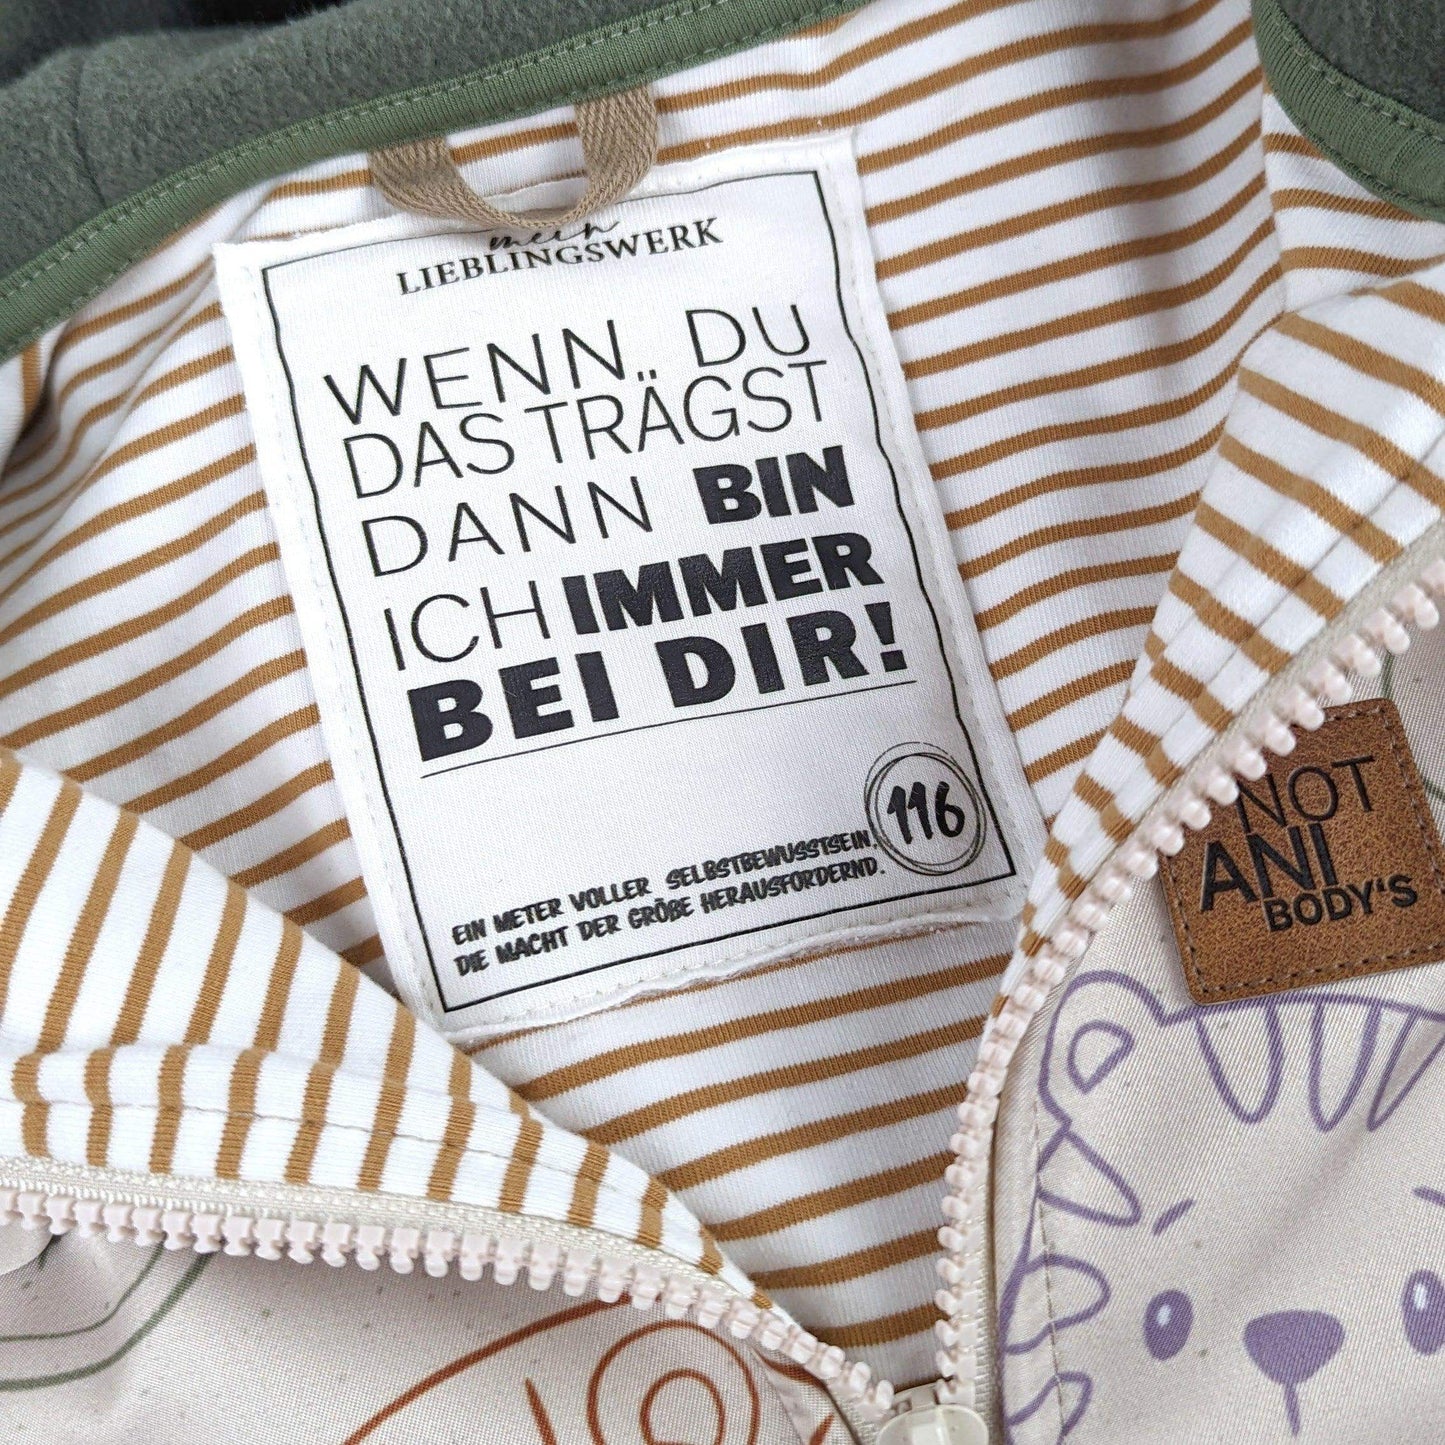 mein
LIEBLINGSWERK
WENN DU
DAS TRÄGST
DANN BIN
ICH IMMER
BEI DIR!
116
EIN METER VOLLER SELBSTBEWUSSTSEIN,
DIE MACHT DER GRÖßE HERAUSFORDERND.
NOT
ANI
BODY'S